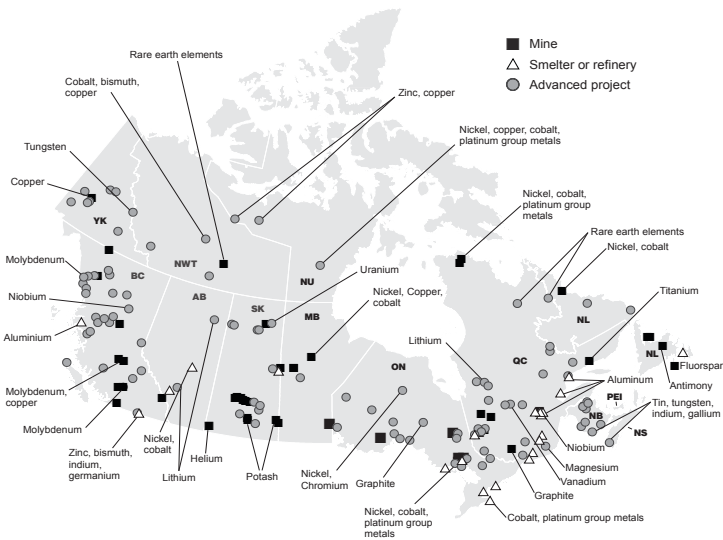 Mine
Smelter or refinery
Advanced project
Rare earth elements
Cobalt, bismuth,
copper
Zinc, copper
Nickel, copper, cobalt,
platinum group metals
Tungsten
Copper
Nickel, cobalt,
platinum group
metals
Rare earth elements
Nickel, cobalt
YK
Molybdenum
BC
NWT
NU
Uranium
Titanium
Niobium
AB
SK
MB
Nickel, Copper,
cobalt
NL
Aluminium
Lithium
QC
NL
Fluorspar
ON
Aluminum
Antimony
Molybdenum,
copper
PEI
Tin, tungsten,
indium, gallium
NB
NS
Molybdenum
Nickel,
cobalt
Zinc, bismuth,
indium,
germanium
Helium
Lithium
Potash
Nickel,
Chromium
Graphite
Niobium
Magnesium
Vanadium
Graphite
Nickel, cobalt,
platinum group
metals
Cobalt, platinum group metals